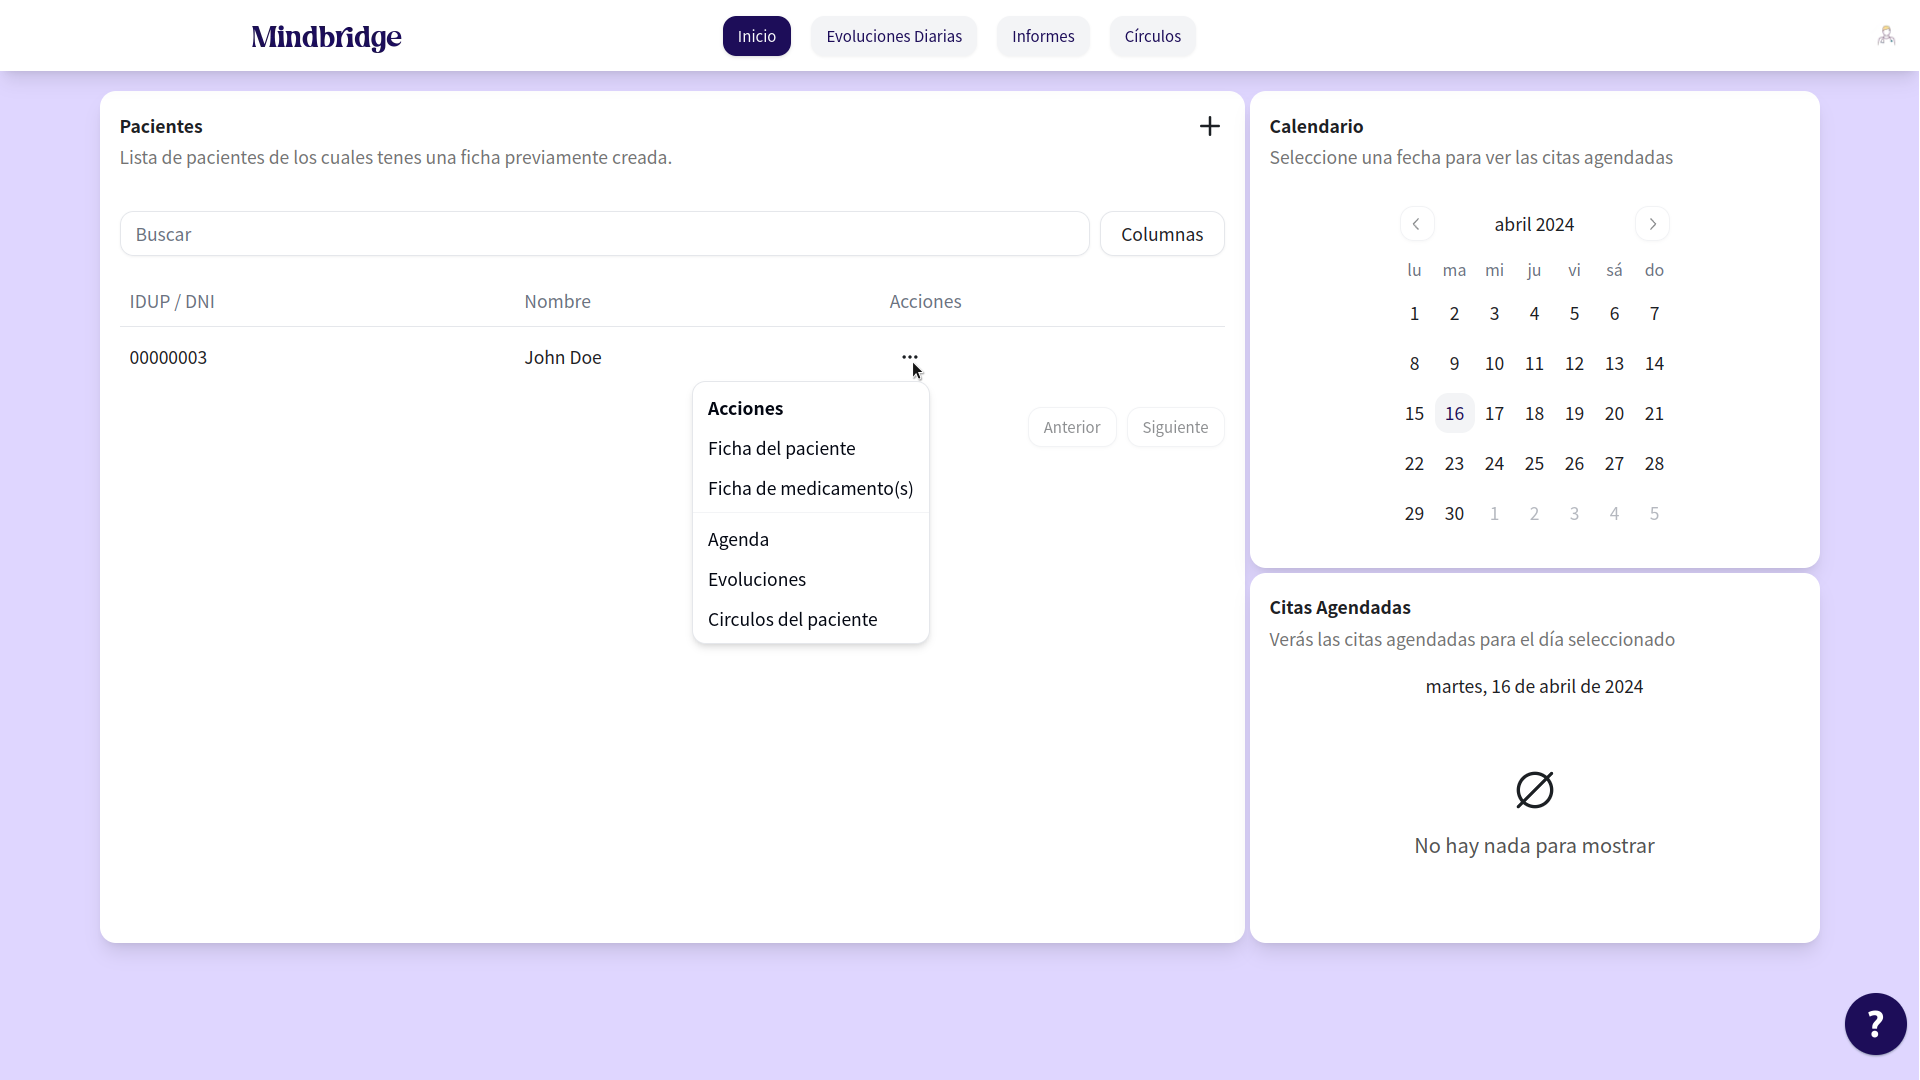 Mindbridge
Inicio
Evoluciones Diarias
Informes
Círculos
Pacientes
Lista de pacientes de los cuales tenes una ficha previamente creada.
Buscar
Columnas
IDUP / DNI Nombre Acciones
00000003 John Doe
Acciones
Ficha del paciente
Ficha de medicamento(s)
Agenda
Evoluciones
Circulos del paciente
Anterior
Siguiente
Calendario
Seleccione una fecha para ver las citas agendadas
abril 2024
lu ma mi ju vi sá do
1 2 3 4 5 6 7
8 9 10 11 12 13 14
15 16 17 18 19 20 21
22 23 24 25 26 27 28
29 30 1 2 3 4 5
Citas Agendadas
Verás las citas agendadas para el día seleccionado
martes, 16 de abril de 2024
No hay nada para mostrar
?